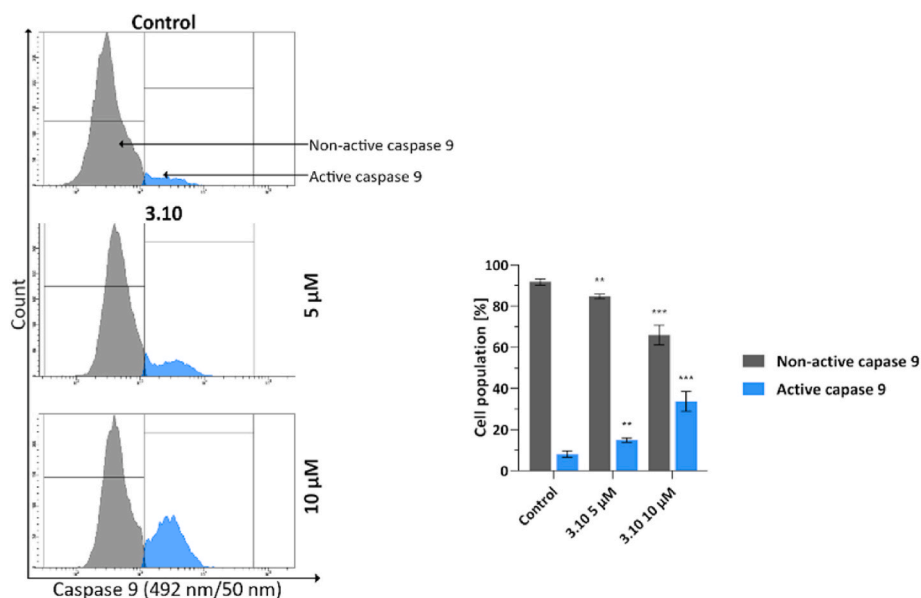 Control
Non-active caspase 9
Active caspase 9
3.10
5 µM
10 µM
Count
Caspase 9 (492 nm/50 nm)
100
80
60
40
20
0
Cell population [%]
**
***
**
***
Control
3.10 5 µM
3.10 10 µM
Non-active capase 9
Active capase 9